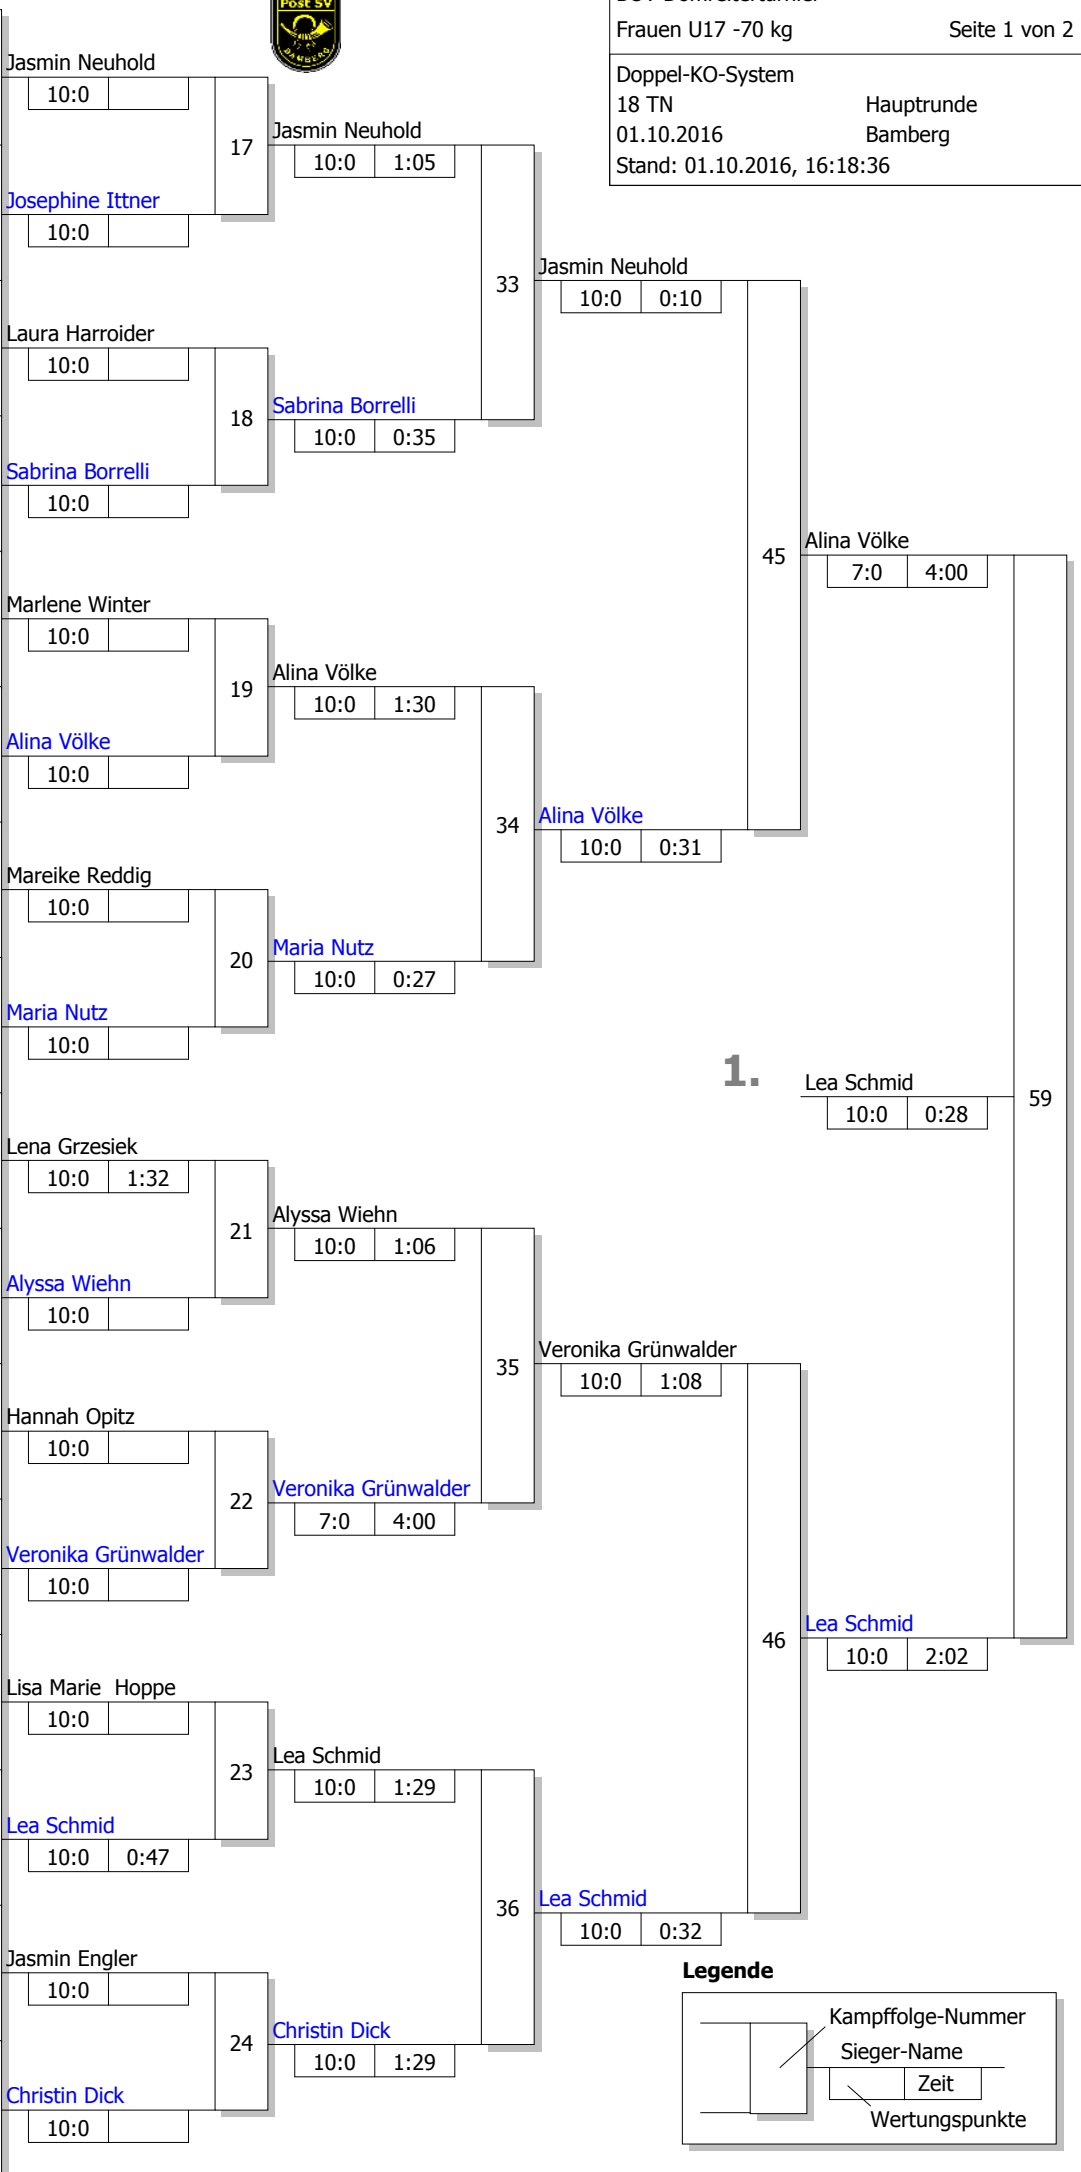 Post SV
BAMBERG
Frauen U17 -70 kg Seite 1 von 2
Doppel-KO-System
18 TN Hauptrunde
01.10.2016 Bamberg
Stand: 01.10.2016, 16:18:36
Jasmin Neuhold
10:0
17
Josephine Ittner
10:0
Jasmin Neuhold
10:0 1:05
Laura Harroider
10:0
18
Sabrina Borrelli
10:0
Sabrina Borrelli
10:0 0:35
33
Jasmin Neuhold
10:0 0:10
Marlene Winter
10:0
19
Alina Völke
10:0
Alina Völke
10:0 1:30
Mareike Reddig
10:0
20
Maria Nutz
10:0
Maria Nutz
10:0 0:27
34
Alina Völke
10:0 0:31
45
Alina Völke
7:0 4:00
1.
Lea Schmid
10:0 0:28
59
Lena Grzesiek
10:0 1:32
21
Alyssa Wiehn
10:0
Alyssa Wiehn
10:0 1:06
Hannah Opitz
10:0
22
Veronika Grünwalder
10:0
Veronika Grünwalder
7:0 4:00
35
Veronika Grünwalder
10:0 1:08
46
Lea Schmid
10:0 2:02
Lisa Marie Hoppe
10:0
23
Lea Schmid
10:0 0:47
Lea Schmid
10:0 1:29
Jasmin Engler
10:0
24
Christin Dick
10:0
Christin Dick
10:0 1:29
36
Lea Schmid
10:0 0:32
Legende
Kampffolge-Nummer
Sieger-Name
Zeit
Wertungspunkte